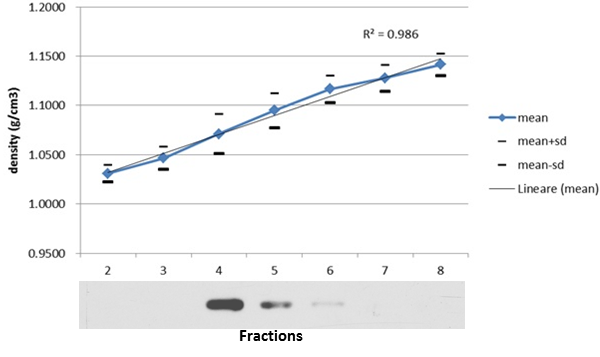 1.2000
R² = 0.986
1.1500
1.1000
density (g/cm3)
1.0500
1.0000
0.9500
mean
mean+sd
mean-sd
Lineare (mean)
2 3 4 5 6 7 8
Fractions